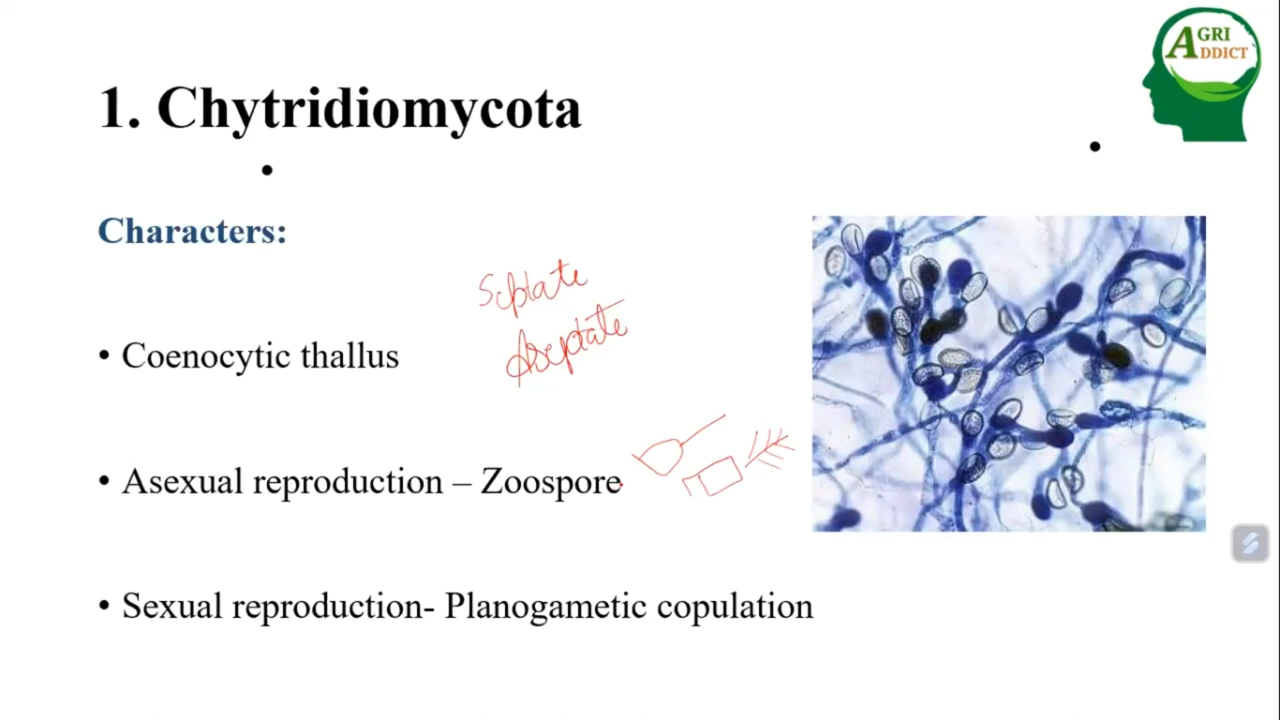 AGRI
ADDICT
1. Chytridiomycota
Characters:
Septate
• Coenocytic thallus
Aseptate
• Asexual reproduction – Zoospore
• Sexual reproduction- Planogametic copulation